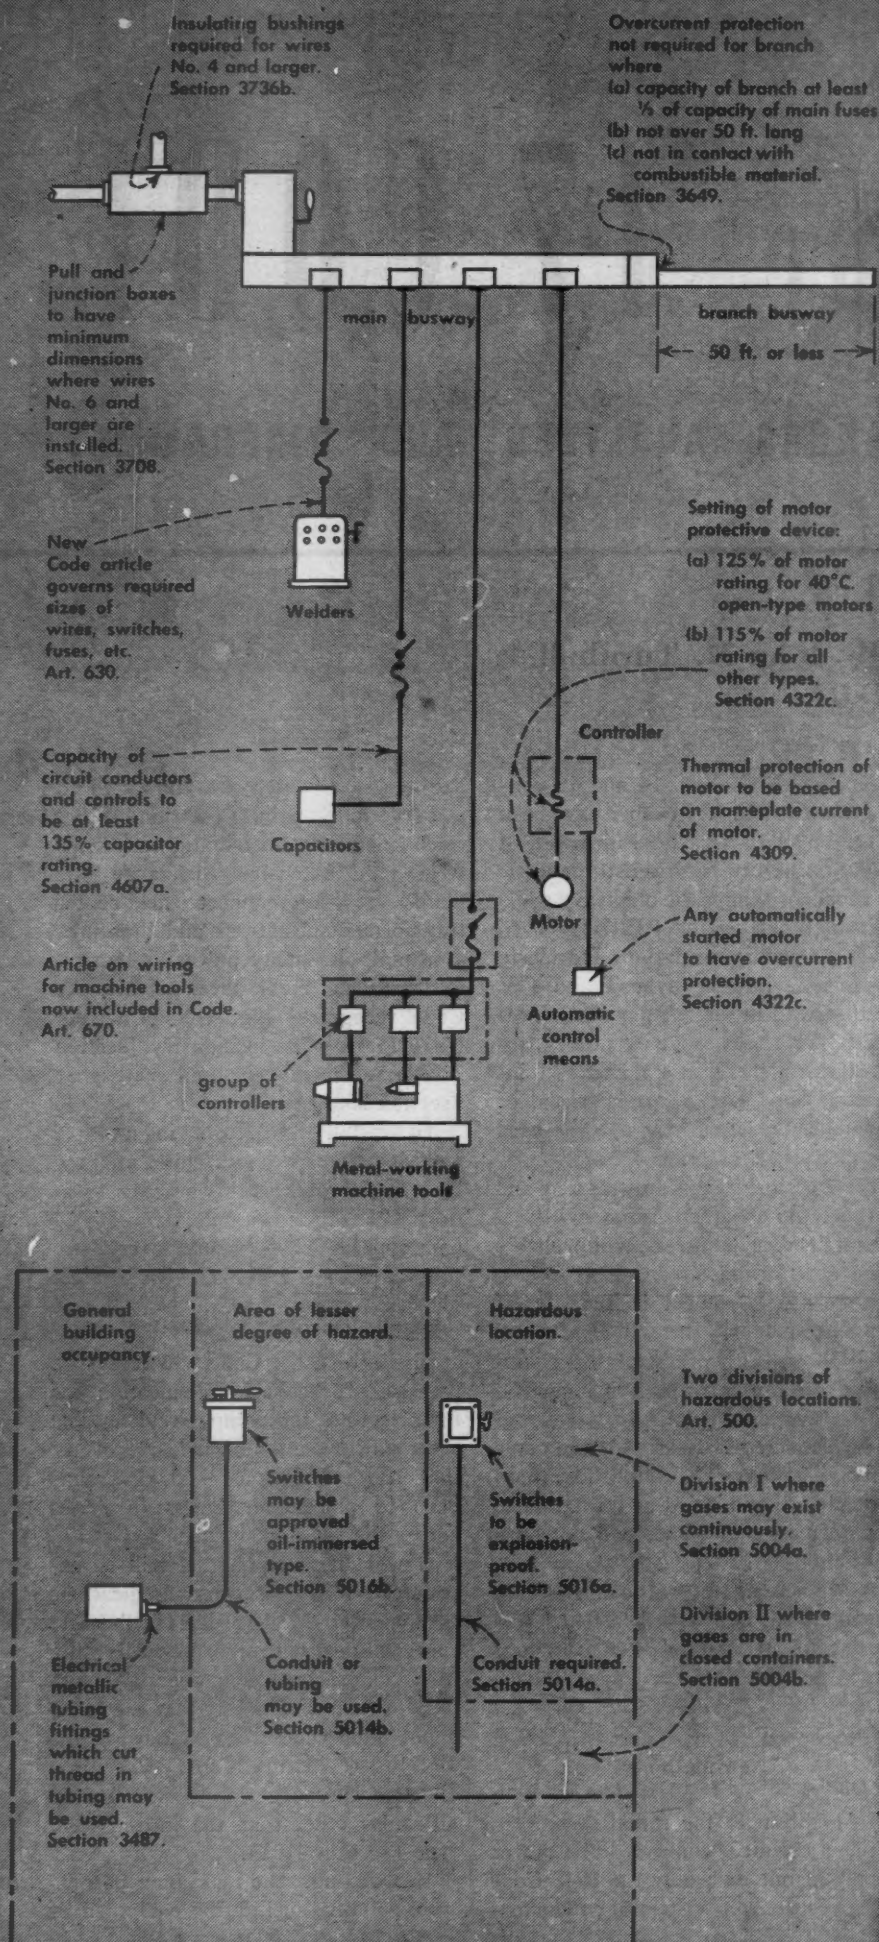 Insulating bushings
required for wires
No. 4 and larger.
Section 3736b.
Overcurrent protection
not required for branch
where
(a) capacity of branch at least
⅓ of capacity of main fuses
(b) not over 50 ft. long
(c) not in contact with
combustible material.
Section 3649.
Pull and
junction boxes
to have
minimum
dimensions
where wires
No. 6 and
larger are
installed.
Section 3708.
main busway
branch busway
50 ft. or less
New
Code article
governs required
sizes of
wires, switches,
fuses, etc.
Art. 630.
Welders
Setting of motor
protective device:
(a) 125% of motor
rating for 40°C.
open-type motors
(b) 115% of motor
rating for all
other types.
Section 4322c.
Controller
Capacity of
circuit conductors
and controls to
be at least
135% capacitor
rating.
Section 4607a.
Capacitors
Thermal protection of
motor to be based
on nameplate current
of motor.
Section 4309.
Motor
Any automatically
started motor
to have overcurrent
protection.
Section 4322c.
Article on wiring
for machine tools
now included in Code.
Art. 670.
Automatic
control
means
group of
controllers
Metal-working
machine tools
General
building
occupancy.
Area of lesser
degree of hazard.
Hazardous
location.
Two divisions of
hazardous locations.
Art. 500.
Switches
may be
approved
oil-immersed
type.
Section 5016b.
Switches
to be
explosion-
proof.
Section 5016a.
Division I where
gases may exist
continuously.
Section 5004a.
Division II where
gases are in
closed containers.
Section 5004b.
Electrical
metallic
tubing
fittings
which cut
thread in
tubing may
be used.
Section 3487.
Conduit or
tubing
may be used.
Section 5014b.
Conduit required.
Section 5014a.